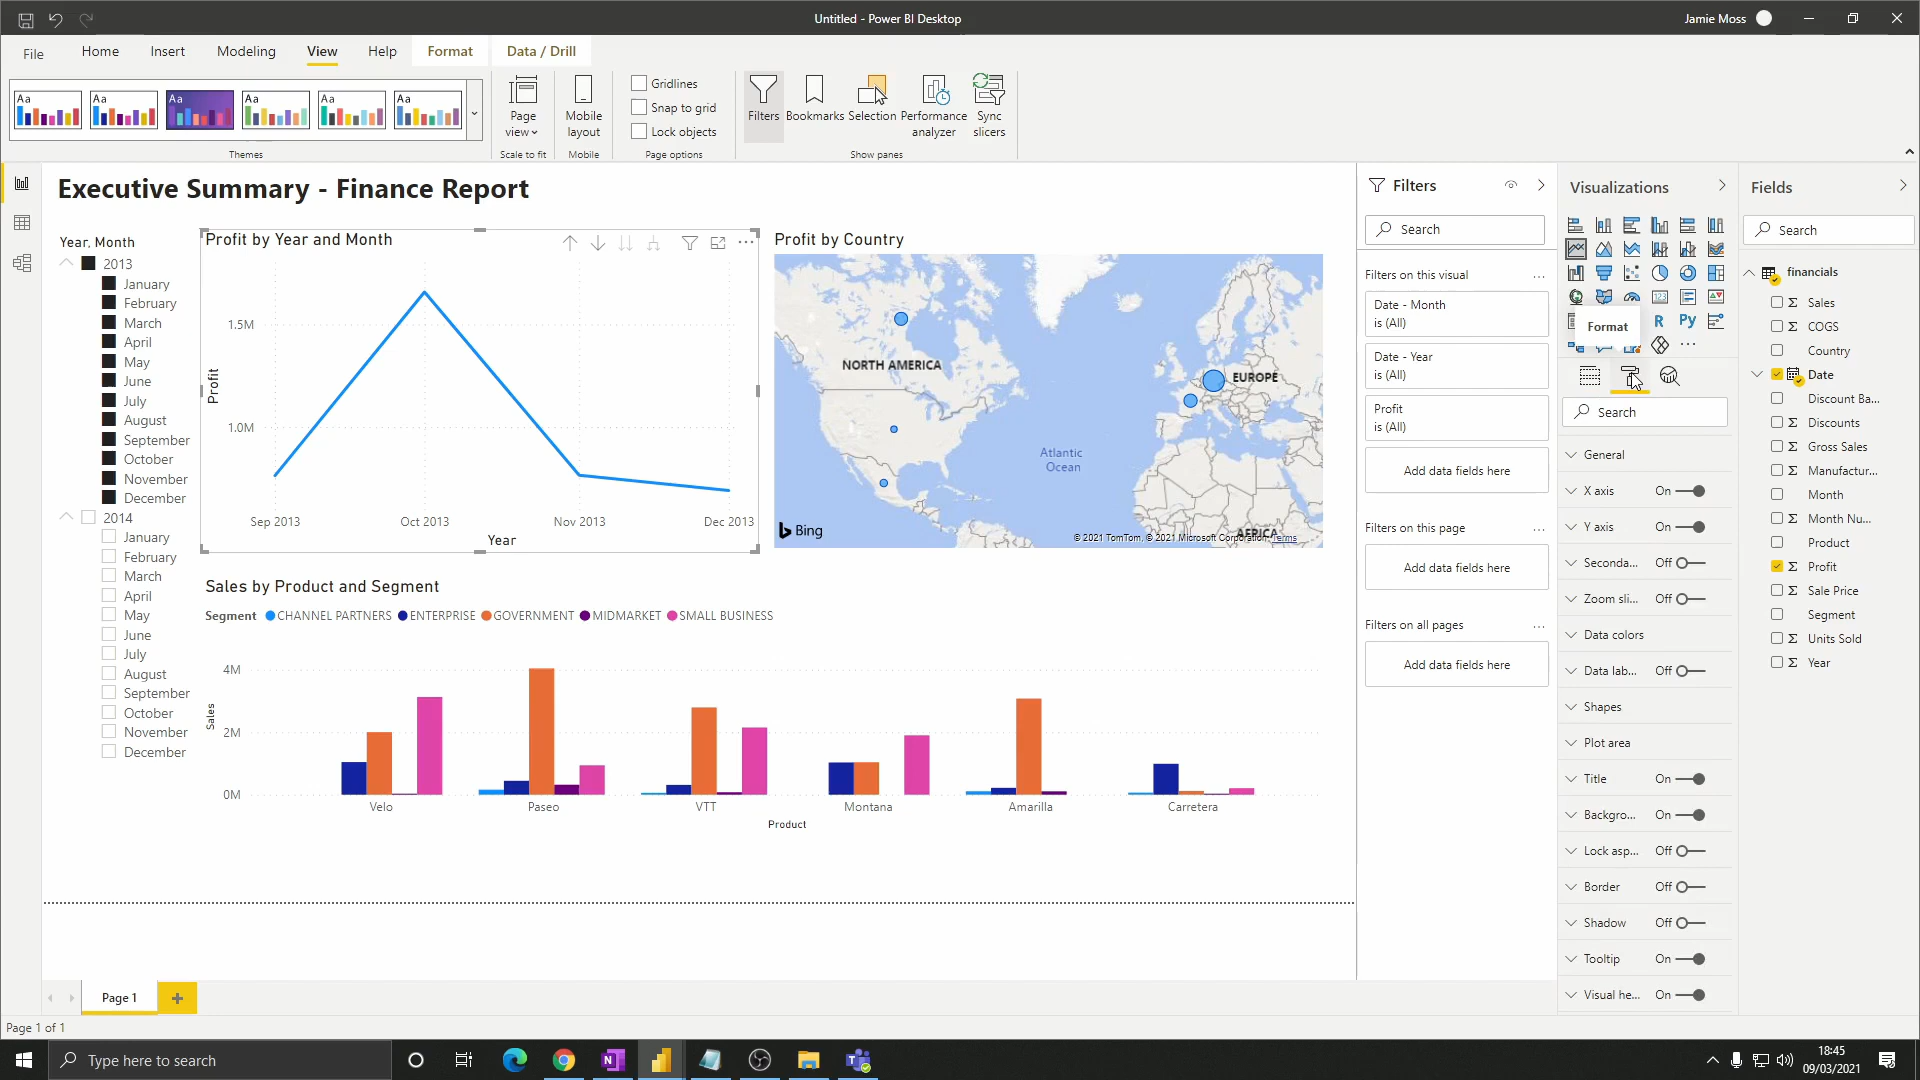 Untitled - Power BI Desktop
Jamie Moss
File
Home
Insert
Modeling
View
Help
Format
Data / Drill
Aa
Aa
Aa
Aa
Aa
Aa
Themes
Page view
Scale to fit
Mobile layout
Mobile
Gridlines
Snap to grid
Lock objects
Page options
Filters
Bookmarks
Selection
Performance analyzer
Sync slicers
Show panes
Executive Summary - Finance Report
Year, Month
2013
January
February
March
April
May
June
July
August
September
October
November
December
2014
January
February
March
April
May
June
July
August
September
October
November
December
Profit by Year and Month
Profit
1.5M
1.0M
Sep 2013
Oct 2013
Nov 2013
Dec 2013
Year
Profit by Country
NORTH AMERICA
EUROPE
Atlantic Ocean
AFRICA
Bing
© 2021 TomTom, © 2021 Microsoft Corporation, Terms
Sales by Product and Segment
Segment CHANNEL PARTNERS ENTERPRISE GOVERNMENT MIDMARKET SMALL BUSINESS
Sales
4M
2M
0M
Velo
Paseo
VTT
Montana
Amarilla
Carretera
Product
Filters
Search
Filters on this visual ...
Date - Month
is (All)
Date - Year
is (All)
Profit
is (All)
Add data fields here
Filters on this page ...
Add data fields here
Filters on all pages ...
Add data fields here
Visualizations
123
R
Py
...
Format
Search
General
X axis On
Y axis On
Seconda... Off
Zoom sli... Off
Data colors
Data lab... Off
Shapes
Plot area
Title On
Backgro... On
Lock asp... Off
Border Off
Shadow Off
Tooltip On
Visual he... On
Fields
Search
financials
Σ Sales
Σ COGS
Country
Date
Discount Ba...
Σ Discounts
Σ Gross Sales
Σ Manufactur...
Month
Σ Month Nu...
Product
Σ Profit
Σ Sale Price
Segment
Σ Units Sold
Σ Year
Page 1
+
Page 1 of 1
Type here to search
18:45
09/03/2021